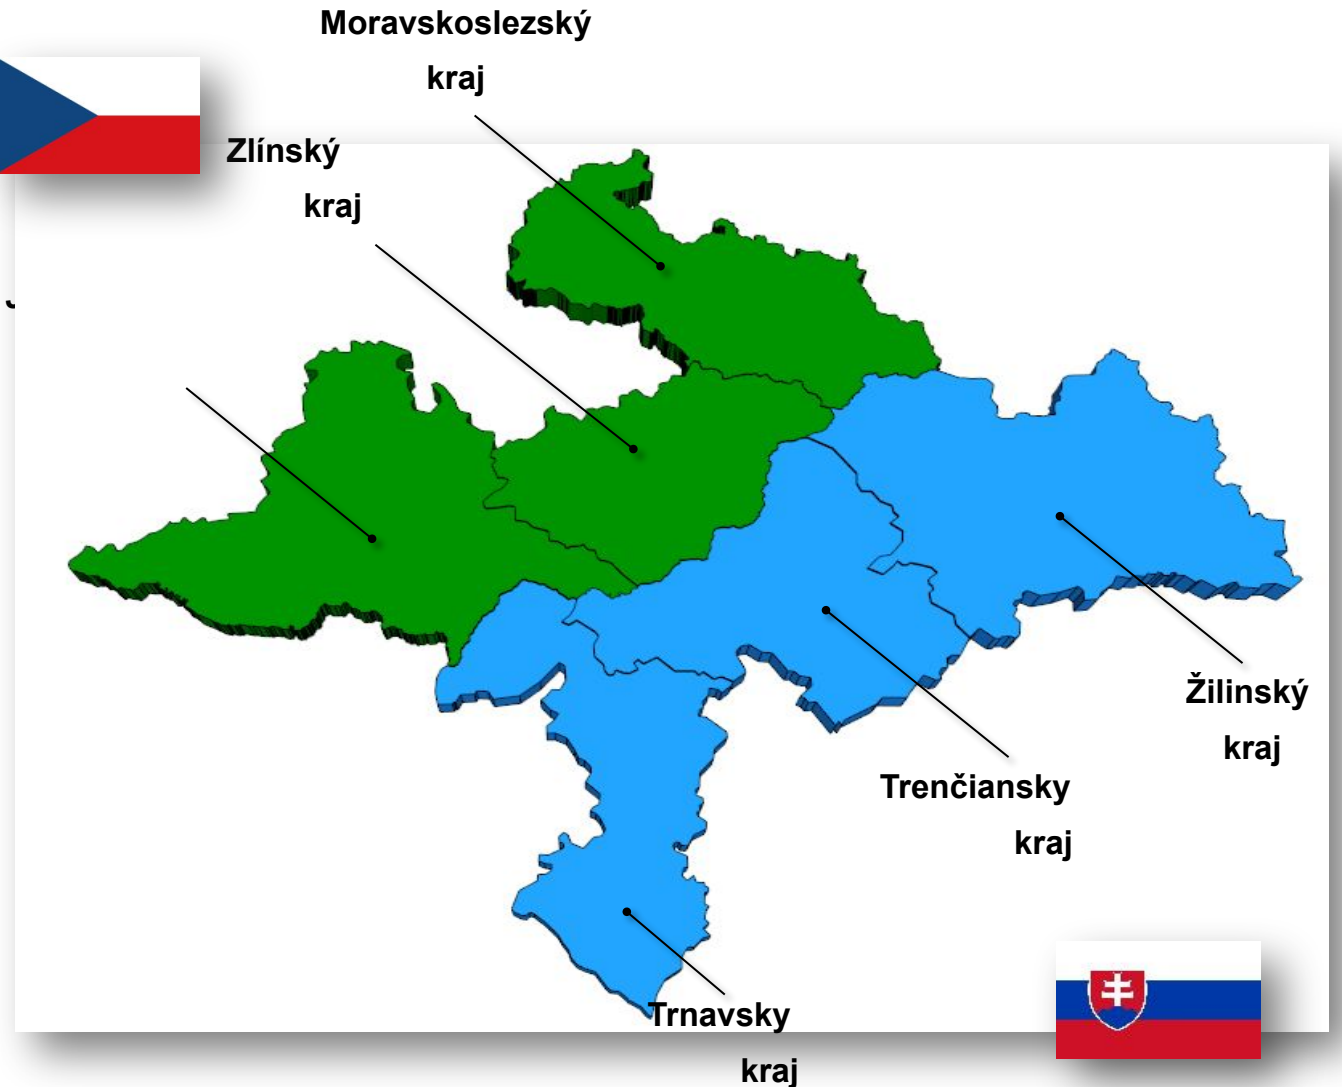 Moravskoslezský
kraj
Zlínský
kraj
Žilinský
kraj
Trenčiansky
kraj
Trnavsky
kraj